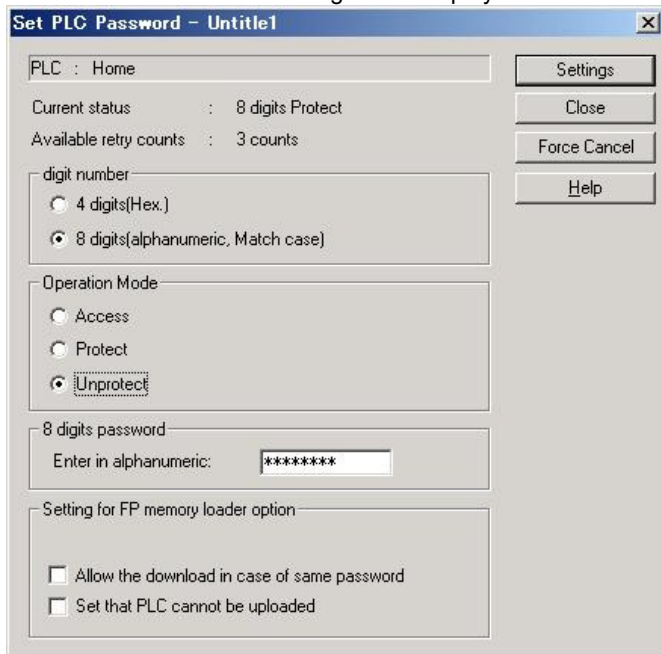 Set PLC Password - Untitle1
PLC : Home
Settings
Current status : 8 digits Protect
Close
Available retry counts : 3 counts
Force Cancel
digit number
Help
4 digits(Hex.)
8 digits(alphanumeric, Match case)
Operation Mode
Access
Protect
Unprotect
8 digits password
Enter in alphanumeric: ********
Setting for FP memory loader option
Allow the download in case of same password
Set that PLC cannot be uploaded